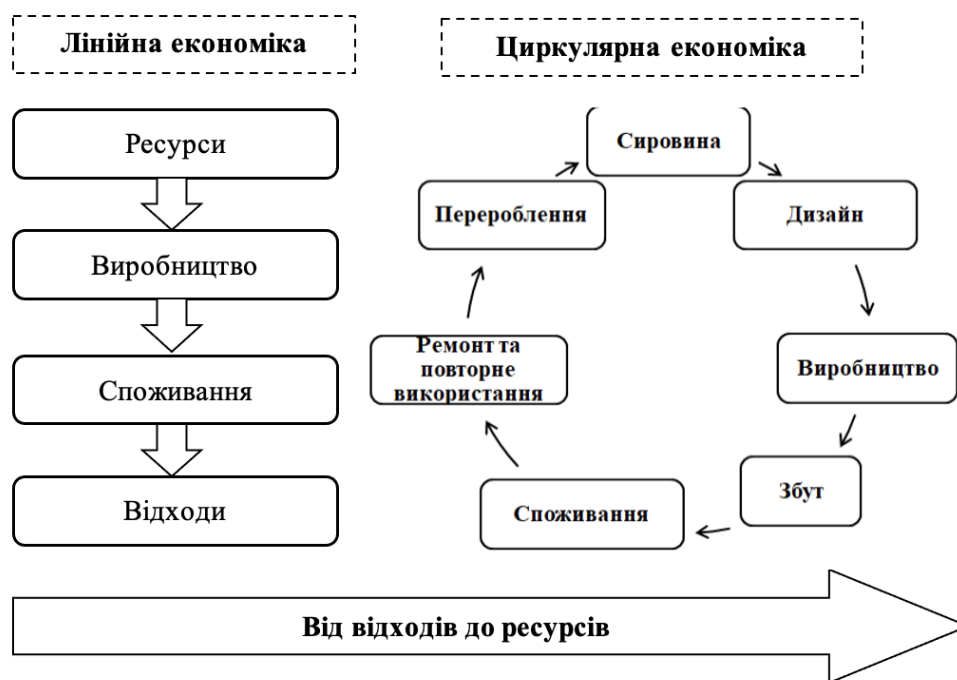 Лінійна економіка
Ресурси
Виробництво
Споживання
Відходи
Циркулярна економіка
Сировина
Дизайн
Виробництво
Збут
Споживання
Ремонт та
повторне
використання
Перероблення
Від відходів до ресурсів